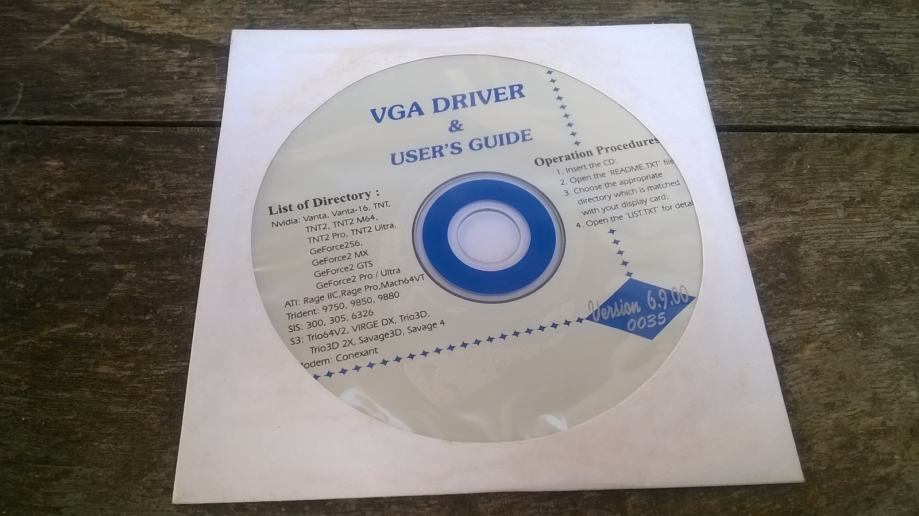 VGA DRIVER
&
USER'S GUIDE
List of Directory :
Nvidia: Vanta, Vanta-16, TNT,
TNT2, TNT2 M64,
TNT2 Pro, TNT2 Ultra,
GeForce256,
GeForce2 MX
GeForce2 GTS
GeForce2 Pro / Ultra
ATI: Rage IIC,Rage Pro,Mach64VT
Trident: 9750, 9850, 9880
SIS: 300, 305, 6326
S3: Trio64V2, VIRGE DX, Trio3D,
Trio3D 2X, Savage3D, Savage 4
odem: Conexant
Operation Procedures
1. Insert the CD;
2. Open the 'README.TXT' file
3. Choose the appropriate
directory which is matched
with your display card;
4. Open the 'LIST.TXT' for detai
Version 6.9.00
0035